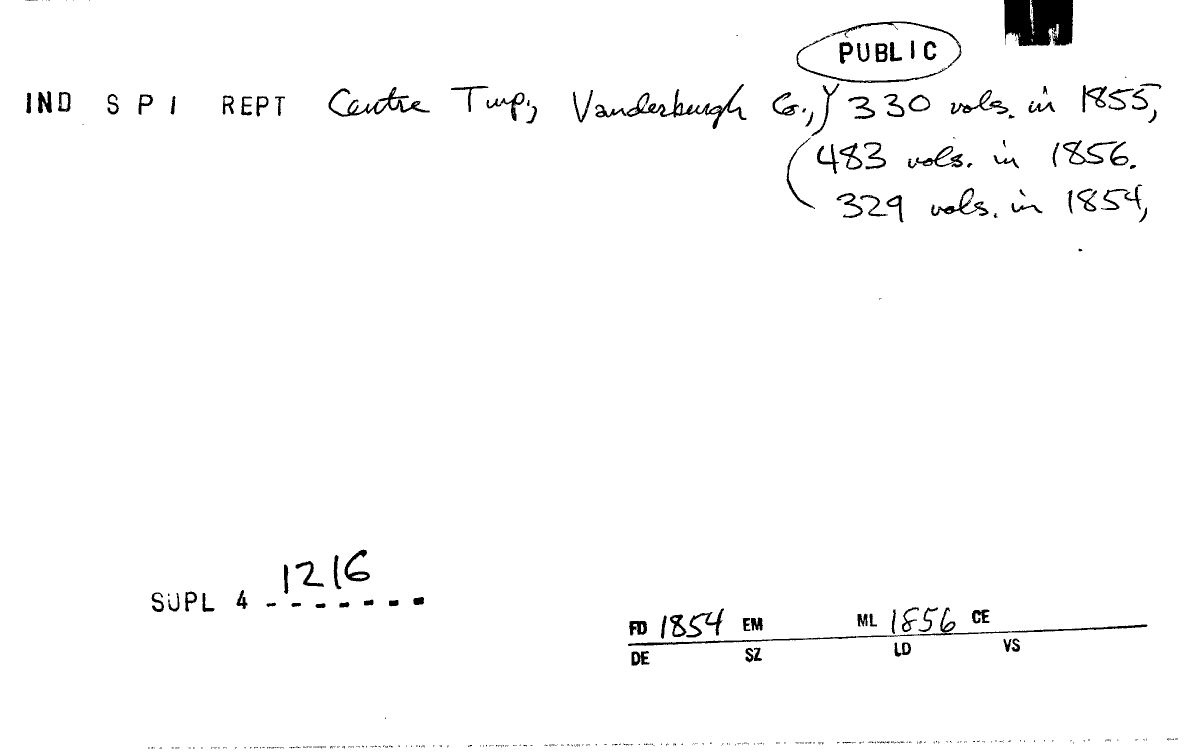 PUBLIC
IND S P I REPT Centre Twp., Vanderburgh Co., 330 vols. in 1855,
483 vols. in 1856.
329 vols. in 1854,
1216
SUPL 4 - - - - - - -
FD 1854 EM ML 1856 CE
DE SZ LD VS